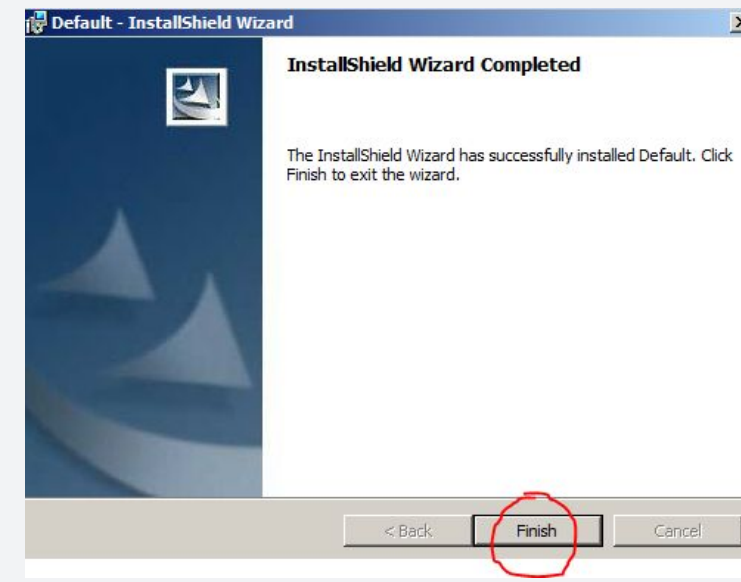 Default - InstallShield Wizard
InstallShield Wizard Completed
The InstallShield Wizard has successfully installed Default. Click
Finish to exit the wizard.
< Back Finish Cancel